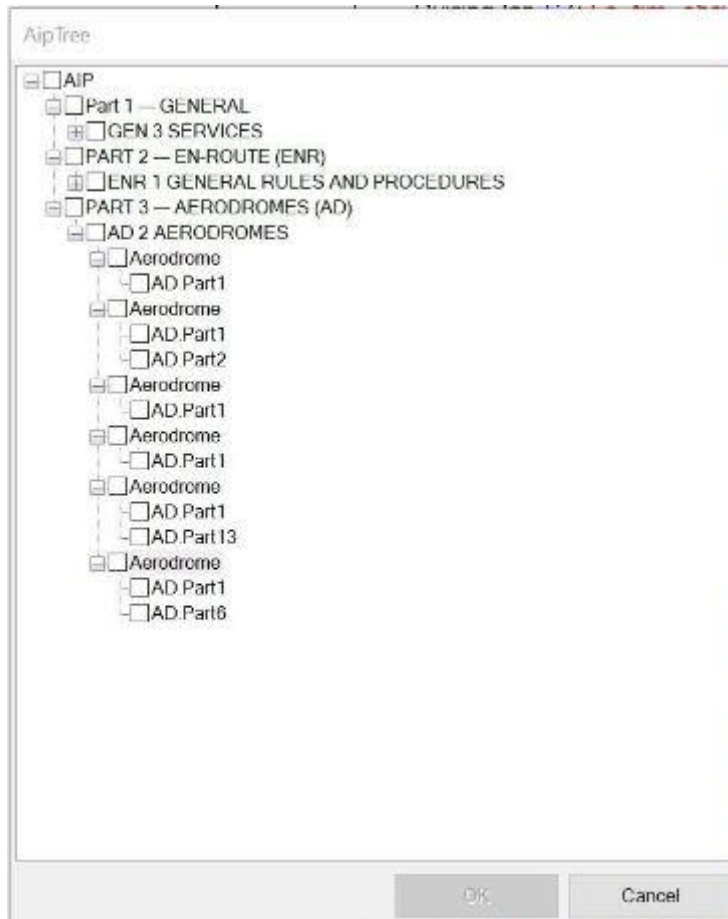 AipTree
AIP
Part 1 — GENERAL
GEN 3 SERVICES
PART 2 — EN-ROUTE (ENR)
ENR 1 GENERAL RULES AND PROCEDURES
PART 3 — AERODROMES (AD)
AD 2 AERODROMES
Aerodrome
AD.Part1
Aerodrome
AD.Part1
AD.Part2
Aerodrome
AD.Part1
Aerodrome
AD.Part1
Aerodrome
AD.Part1
AD.Part13
Aerodrome
AD.Part1
AD.Part6
OK Cancel